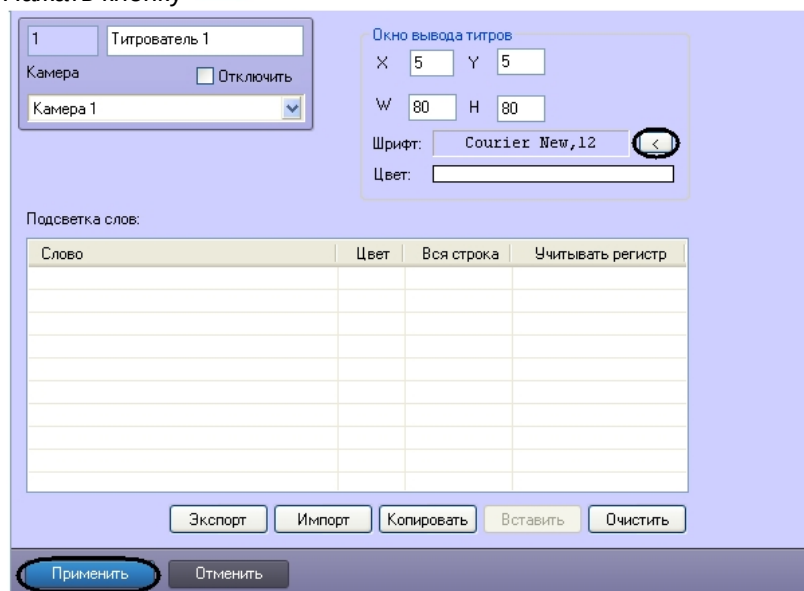 Нажать кнопку
1 Титрователь 1
Камера Отключить
Камера 1
Окно вывода титров
X 5 Y 5
W 80 H 80
Шрифт: Courier New,12 <
Цвет:
Подсветка слов:
Слово Цвет Вся строка Учитывать регистр
Экспорт Импорт Копировать Вставить Очистить
Применить Отменить